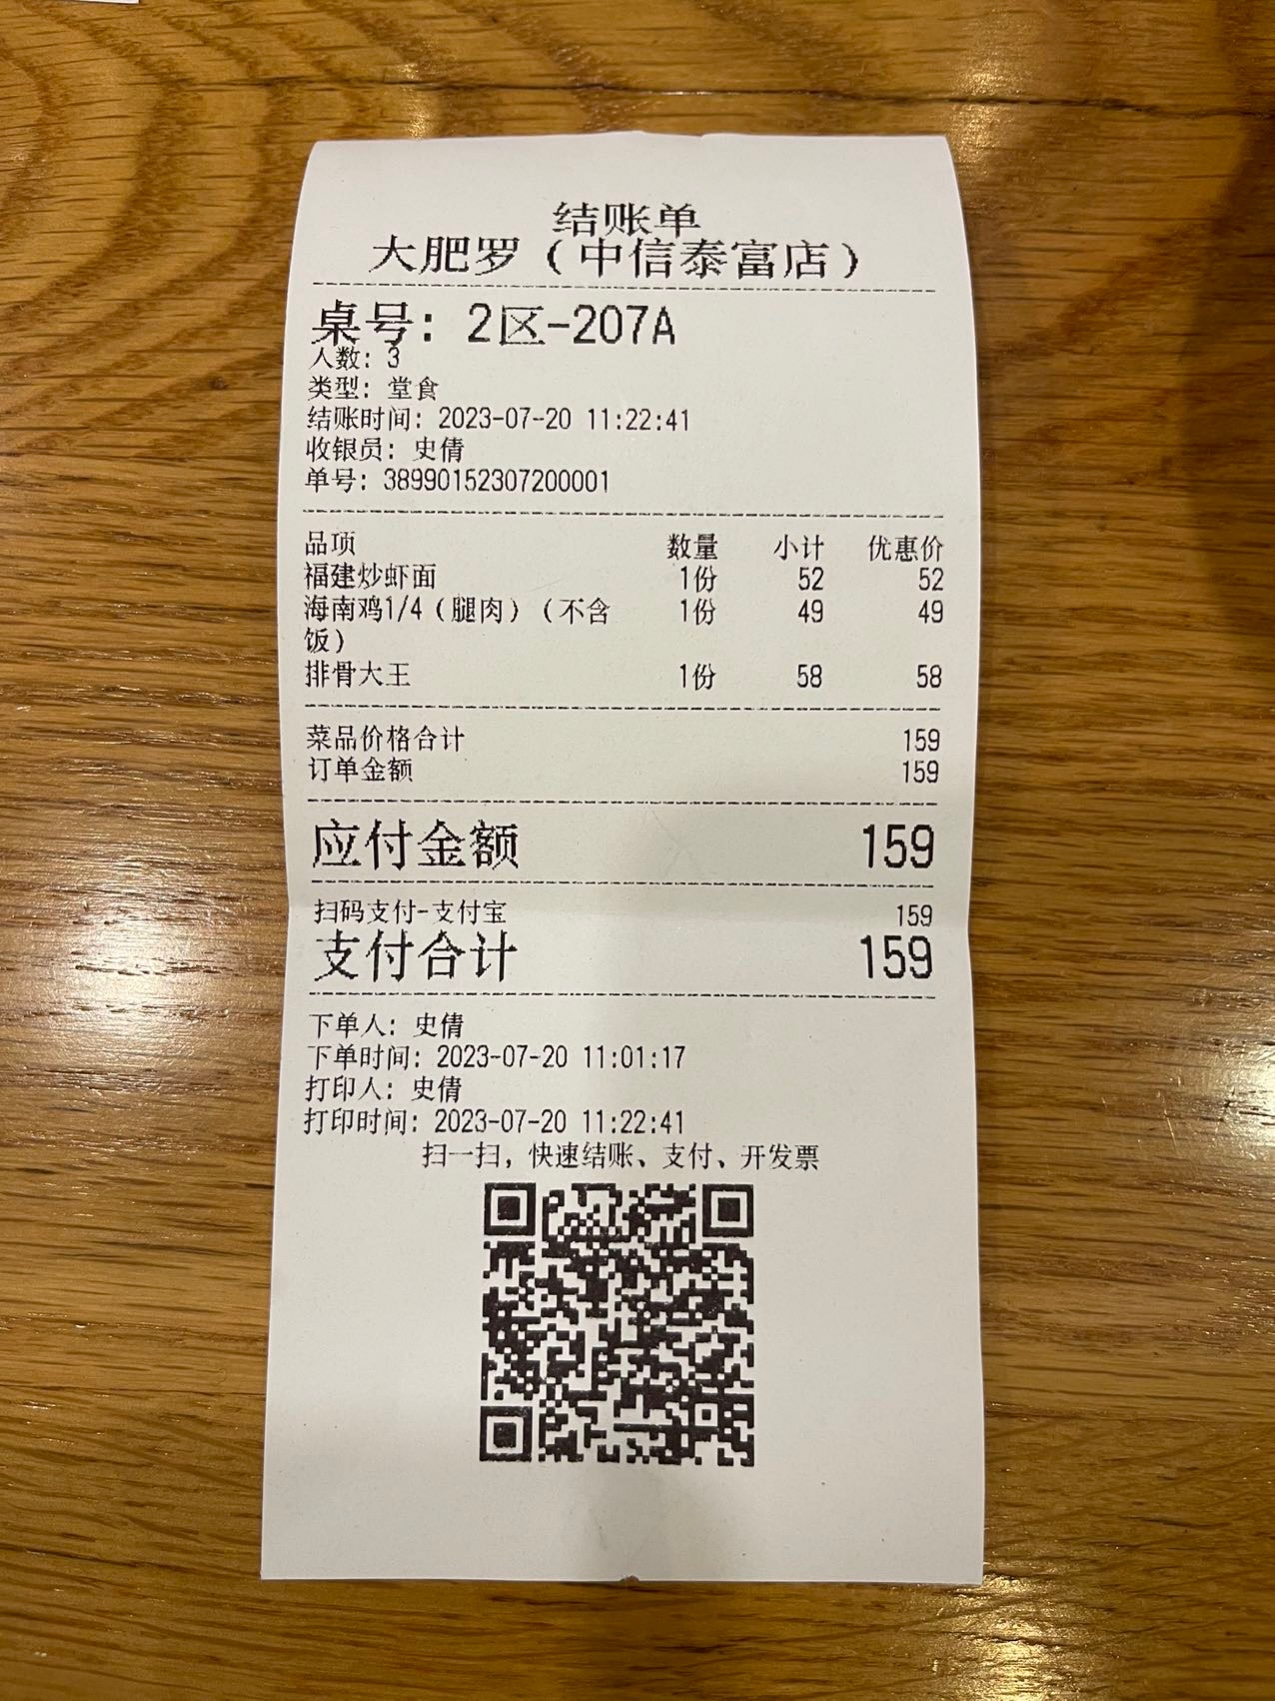 结账单
大肥罗（中信泰富店）
桌号: 2区-207A
人数: 3
类型: 堂食
结账时间: 2023-07-20 11:22:41
收银员: 史倩
单号: 389901522307200001
品项 数量 小计 优惠价
福建炒虾面 1份 52 52
海南鸡1/4（腿肉）（不含 1份 49 49
饭）
排骨大王 1份 58 58
菜品价格合计 159
订单金额 159
应付金额 159
扫码支付-支付宝 159
支付合计 159
下单人: 史倩
下单时间: 2023-07-20 11:01:17
打印人: 史倩
打印时间: 2023-07-20 11:22:41
扫一扫, 快速结账、支付、开发票